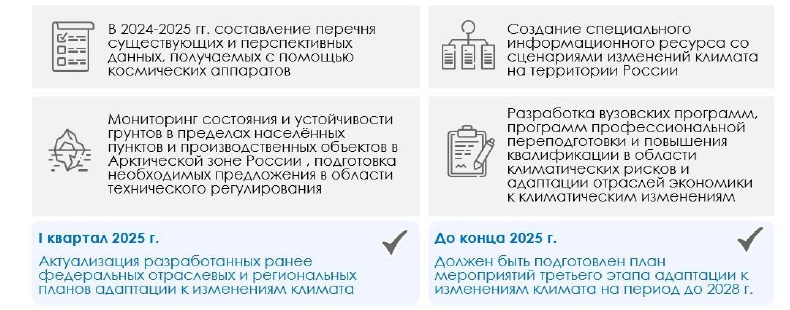 В 2024-2025 гг. составление перечня
существующих и перспективных
данных, получаемых с помощью
космических аппаратов
Создание специального
информационного ресурса со
сценариями изменений климата
на территории России
Мониторинг состояния и устойчивости
грунтов в пределах населённых
пунктов и производственных объектов в
Арктической зоне России , подготовка
необходимых предложения в области
технического регулирования
Разработка вузовских программ,
программ профессиональной
переподготовки и повышения
квалификации в области
климатических рисков и
адаптации отраслей экономики
к климатическим изменениям
I квартал 2025 г.
Актуализация разработанных ранее
федеральных отраслевых и региональных
планов адаптации к изменениям климата
До конца 2025 г.
Должен быть подготовлен план
мероприятий третьего этапа адаптации к
изменениям климата на период до 2028 г.